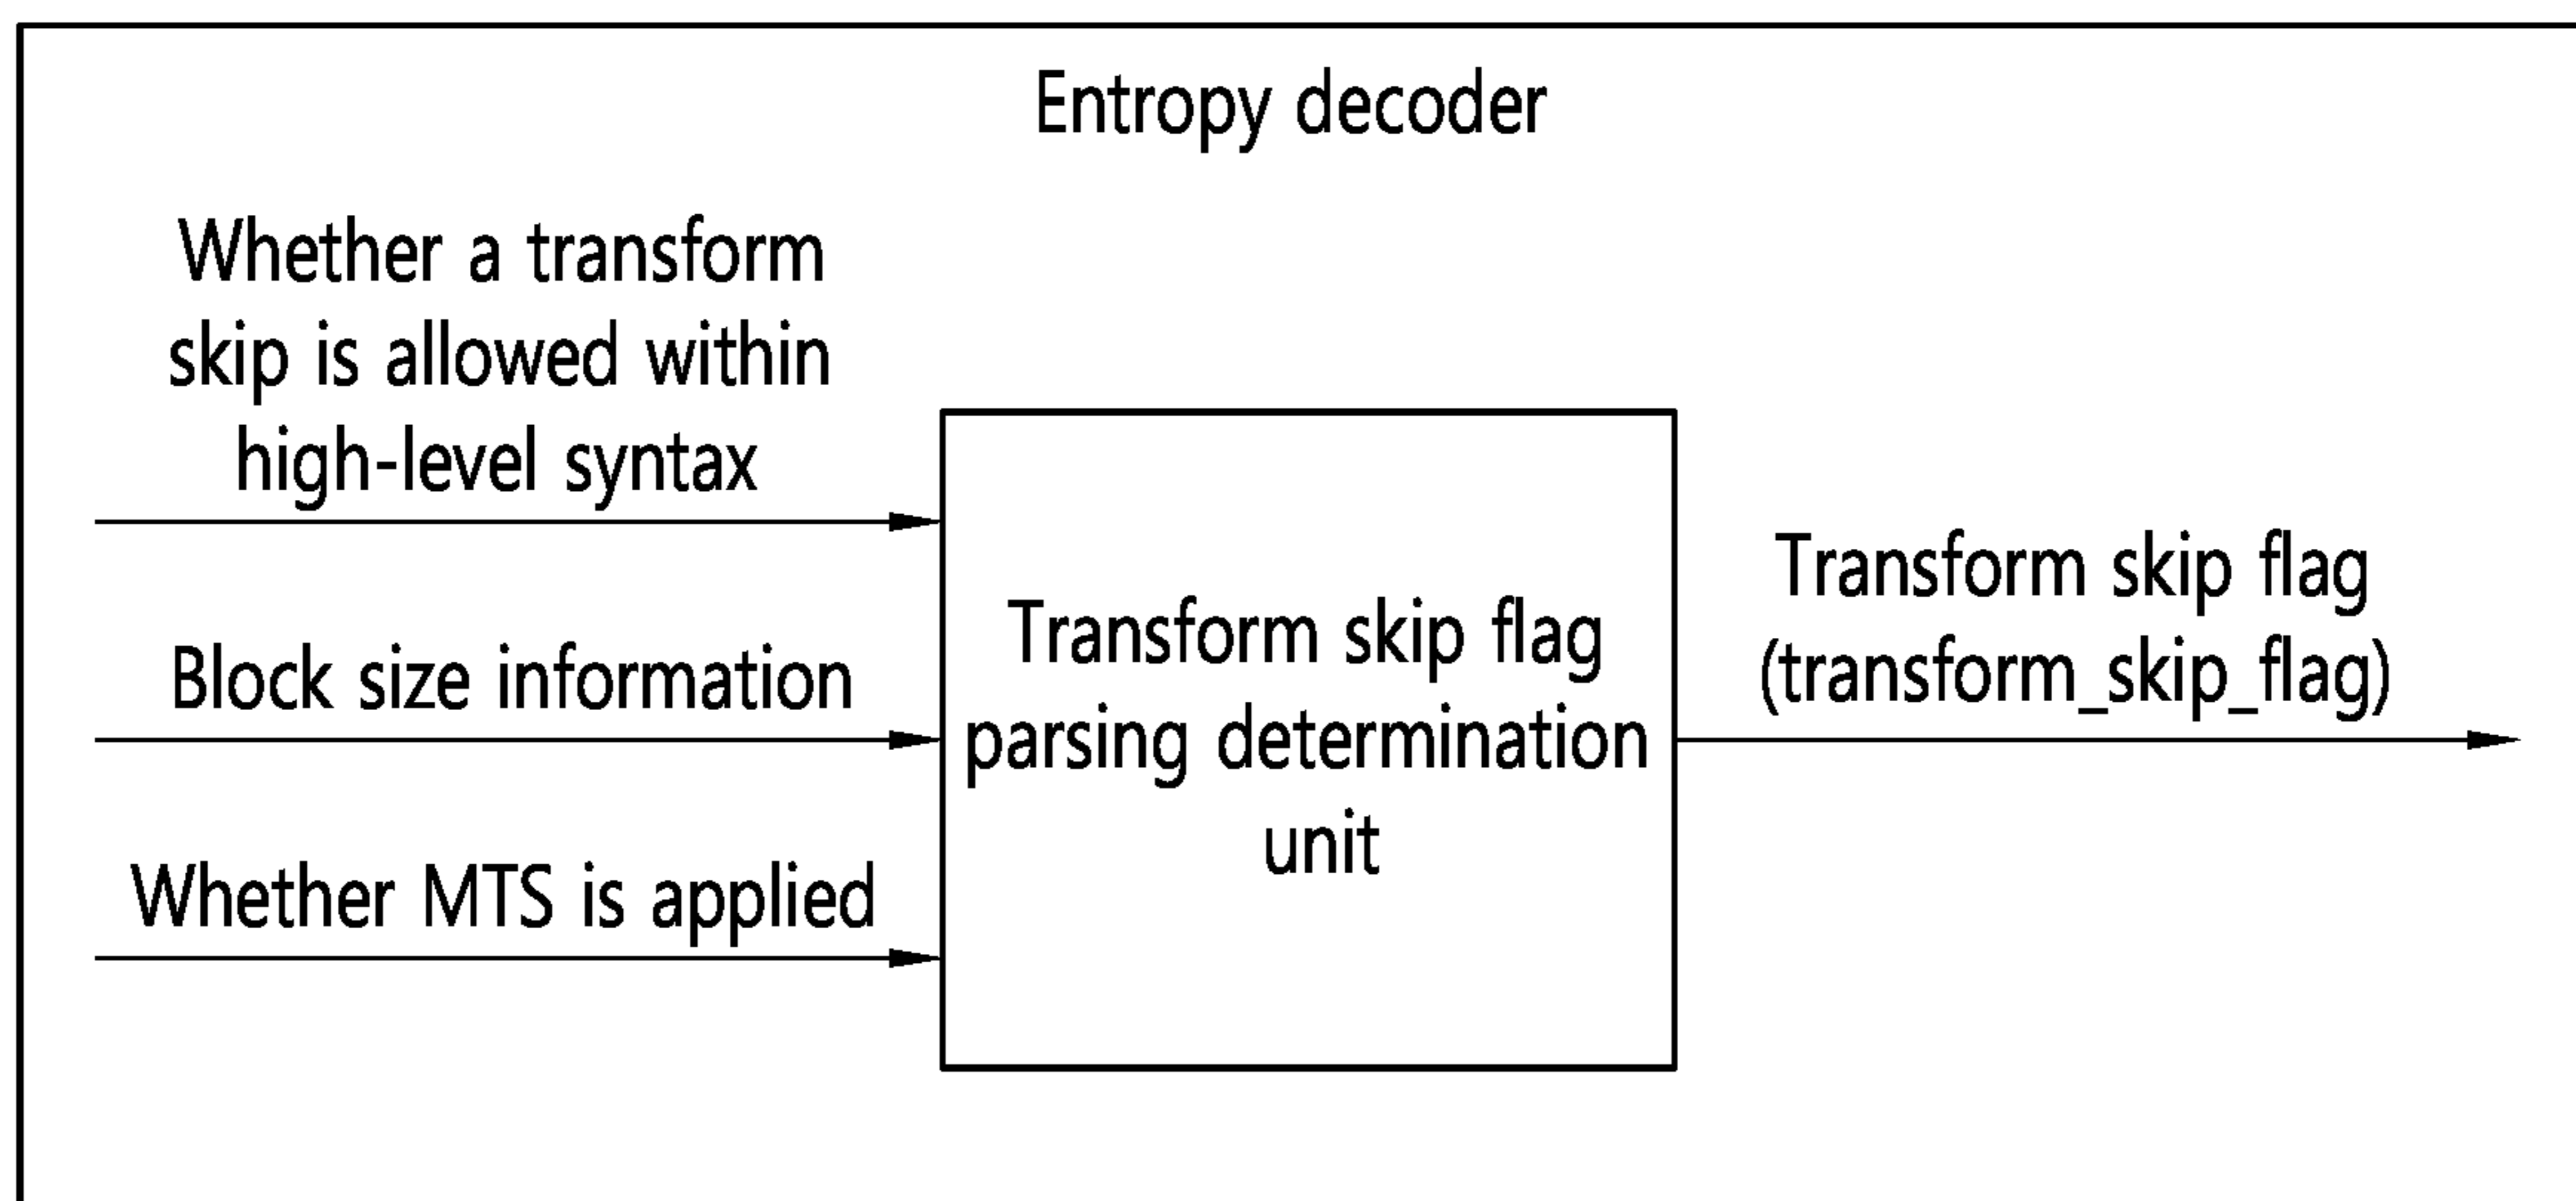 Entropy decoder
Whether a transform
skip is allowed within
high-level syntax
Block size information
Whether MTS is applied
Transform skip flag
parsing determination
unit
Transform skip flag
(transform_skip_flag)